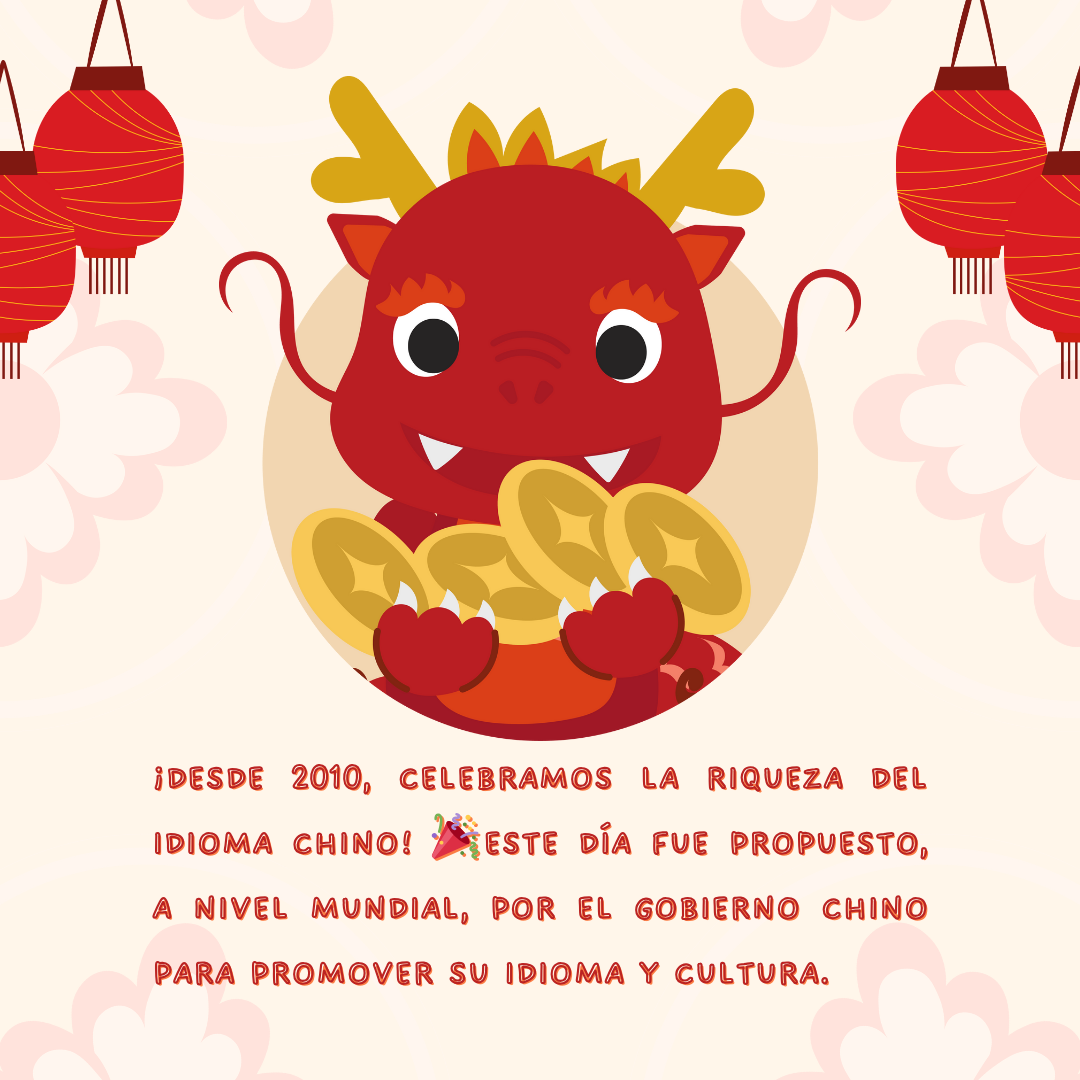 ¡DESDE 2010, CELEBRAMOS LA RIQUEZA DEL
IDIOMA CHINO! 🎉ESTE DÍA FUE PROPUESTO,
A NIVEL MUNDIAL, POR EL GOBIERNO CHINO
PARA PROMOVER SU IDIOMA Y CULTURA.